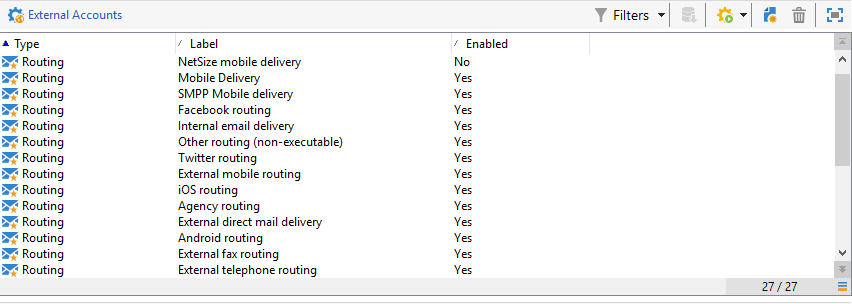 External Accounts Filters
Type Label Enabled
Routing NetSize mobile delivery No
Routing Mobile Delivery Yes
Routing SMPP Mobile delivery Yes
Routing Facebook routing Yes
Routing Internal email delivery Yes
Routing Other routing (non-executable) Yes
Routing Twitter routing Yes
Routing External mobile routing Yes
Routing iOS routing Yes
Routing Agency routing Yes
Routing External direct mail delivery Yes
Routing Android routing Yes
Routing External fax routing Yes
Routing External telephone routing Yes
27 / 27